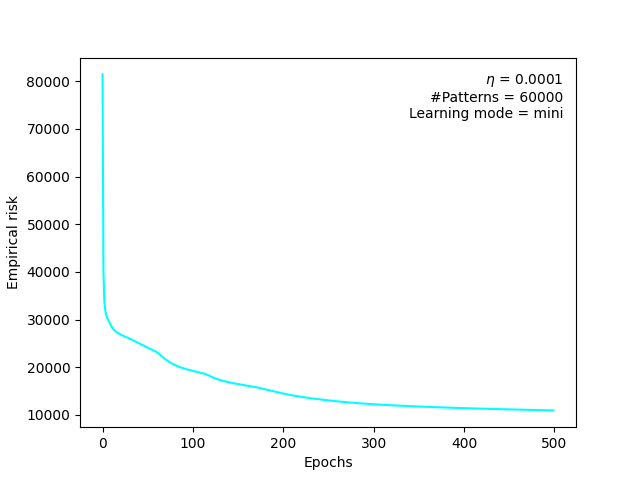 η = 0.0001
#Patterns = 60000
Learning mode = mini
80000
70000
60000
50000
40000
30000
20000
10000
Empirical risk
0 100 200 300 400 500
Epochs